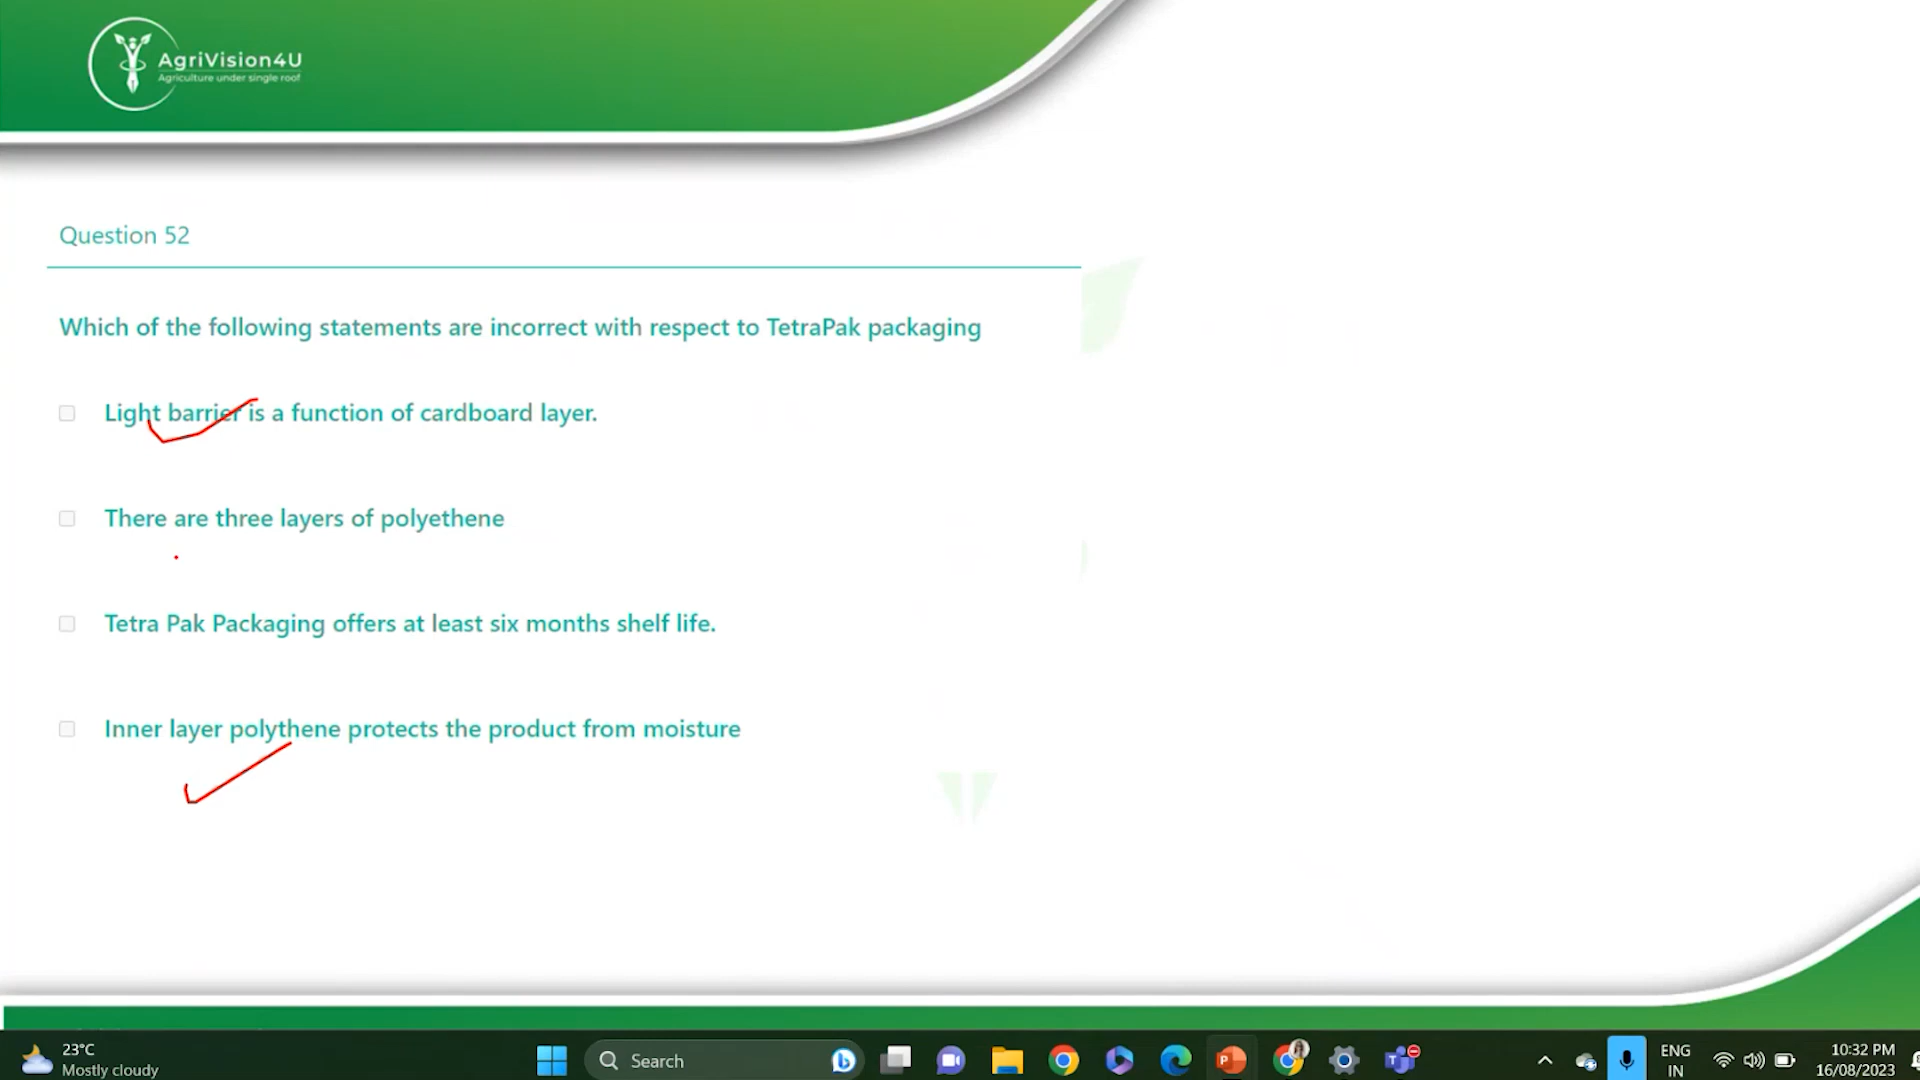 AgriVision4U
Agriculture under single roof
Question 52
Which of the following statements are incorrect with respect to TetraPak packaging
Light barrier is a function of cardboard layer.
There are three layers of polyethene
Tetra Pak Packaging offers at least six months shelf life.
Inner layer polythene protects the product from moisture
23°C
Mostly cloudy
Search
ENG
IN
10:32 PM
16/08/2023